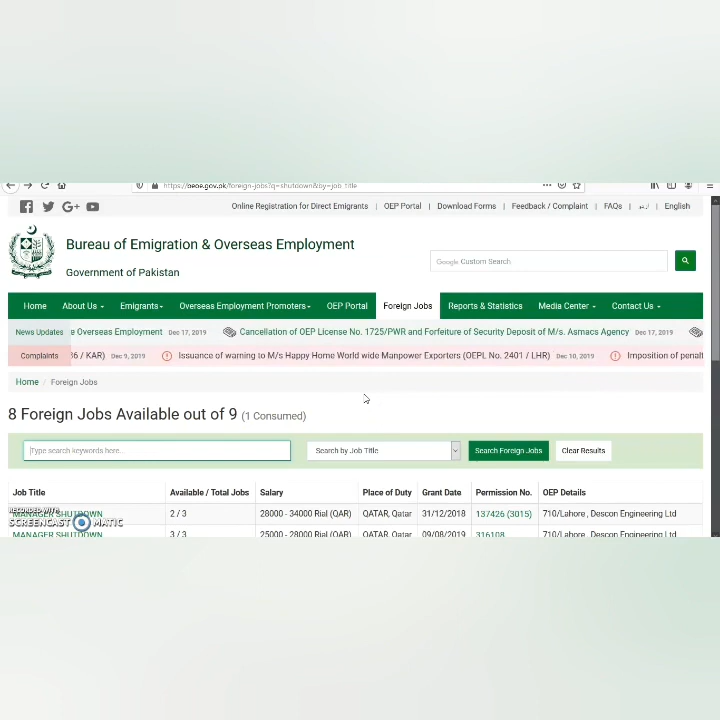 https://beoe.gov.pk/foreign-jobs?q=shutdown&by=job_title
Online Registration for Direct Emigrants | OEP Portal | Download Forms | Feedback / Complaint | FAQs | اردو | English
Bureau of Emigration & Overseas Employment
Government of Pakistan
Google Custom Search
Home About Us Emigrants Overseas Employment Promoters OEP Portal Foreign Jobs Reports & Statistics Media Center Contact Us
News Updates e Overseas Employment Dec 17, 2019 Cancellation of OEP License No. 1725/PWR and Forfeiture of Security Deposit of M/s. Asmacs Agency Dec 17, 2019
Complaints 36 / KAR) Dec 9, 2019 Issuance of warning to M/s Happy Home World wide Manpower Exporters (OEPL No. 2401 / LHR) Dec 10, 2019 Imposition of penalt
Home / Foreign Jobs
8 Foreign Jobs Available out of 9 (1 Consumed)
Type search keywords here... Search by Job Title Search Foreign Jobs Clear Results
Job Title Available / Total Jobs Salary Place of Duty Grant Date Permission No. OEP Details
MANAGER SHUTDOWN 2 / 3 28000 - 34000 Rial (QAR) QATAR, Qatar 31/12/2018 137426 (3015) 710/Lahore , Descon Engineering Ltd
MANAGER SHUTDOWN 3 / 3 25000 - 28000 Rial (QAR) QATAR, Qatar 09/08/2019 316108 710/Lahore , Descon Engineering Ltd
RECORDED WITH
SCREENCAST MATIC